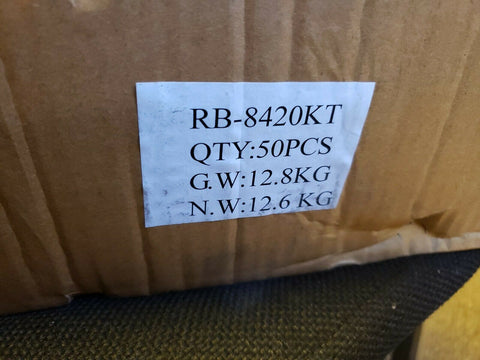 RB-8420KT
QTY:50PCS
G.W:12.8KG
N.W:12.6 KG